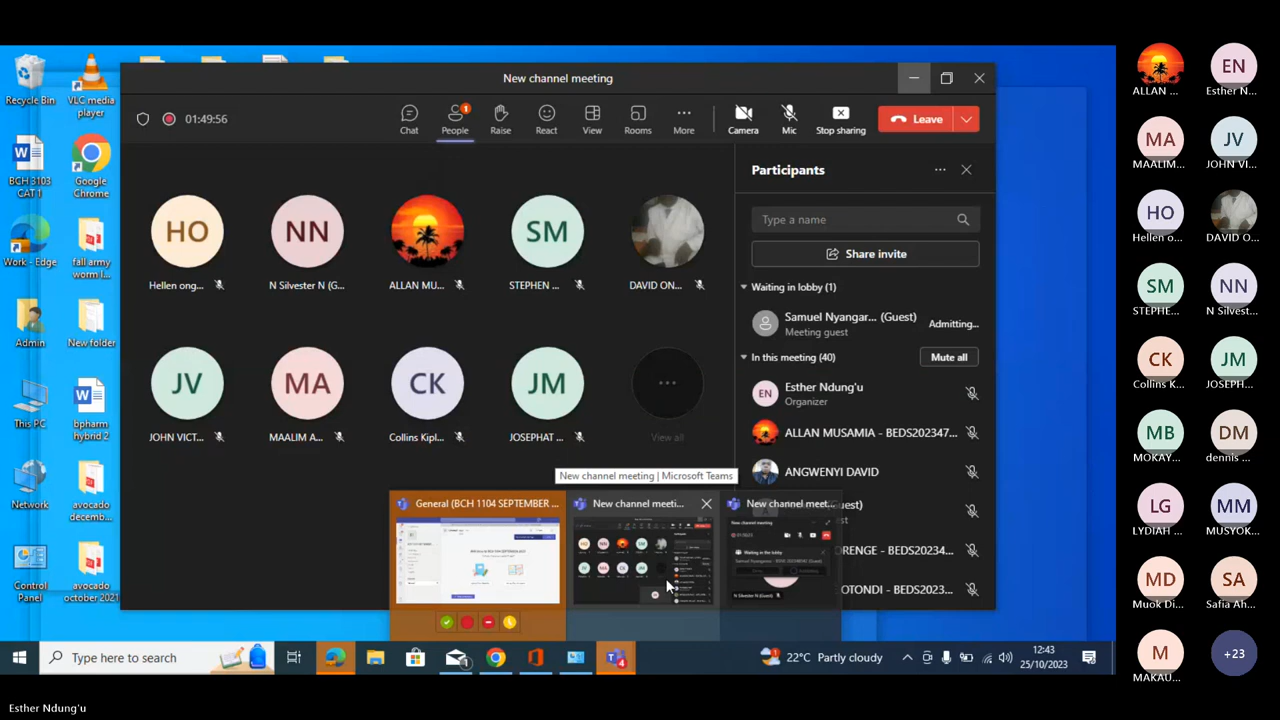 Recycle Bin
VLC media
player
BCH 3103
CAT 1
Google
Chrome
Work - Edge
fall army
worm l...
Admin
New folder
This PC
bpharm
hybrid 2
Network
avocado
decemb...
Control
Panel
avocado
october 2021
New channel meeting
01:49:56
Chat
1
People
Raise
React
View
Rooms
More
Camera
Mic
Stop sharing
Leave
HO
Hellen ong...
NN
N Silvester N (G...
ALLAN MU...
SM
STEPHEN ...
DAVID ON...
JV
JOHN VICT...
MA
MAALIM A...
CK
Collins Kipl...
JM
JOSEPHAT ...
View all
Participants
Type a name
Share invite
Waiting in lobby (1)
Samuel Nyangar... (Guest)
Meeting guest
Admitting...
In this meeting (40)
Mute all
EN
Esther Ndung'u
Organizer
ALLAN MUSAMIA - BEDS202347...
ANGWENYI DAVID
uest)
ORENGE - BEDS20234...
OTONDI - BEDS2023...
New channel meeting | Microsoft Teams
General (BCH 1104 SEPTEMBER ...
New channel meeti...
New channel meet...
Type here to search
1
4
22°C Partly cloudy
12:43
25/10/2023
ALLAN ...
EN
Esther N...
MA
MAALIM...
JV
JOHN VI...
HO
Hellen o...
DAVID O...
SM
STEPHE...
NN
N Silvest...
CK
Collins K...
JM
JOSEPH...
MB
MOKAY...
DM
dennis ...
LG
LYDIAH ...
MM
MUSYOK...
MD
Muok Di...
SA
Safia Ah...
M
MAKAU...
+23
Esther Ndung'u